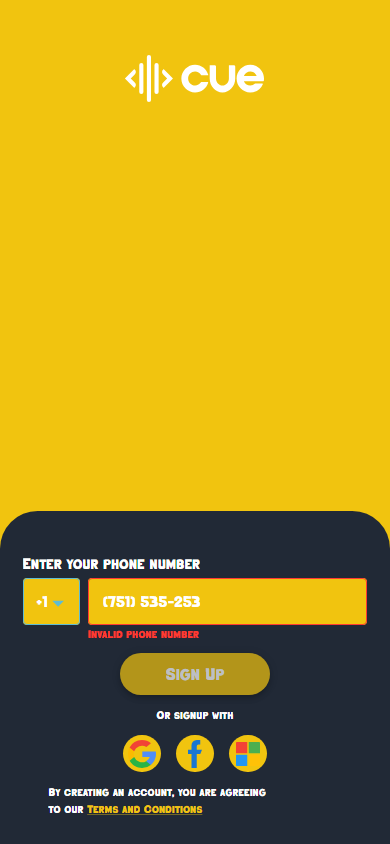 cue
Enter your phone number
+1
(751) 535-253
Invalid phone number
Sign Up
Or signup with
By creating an account, you are agreeing
to our Terms and Conditions